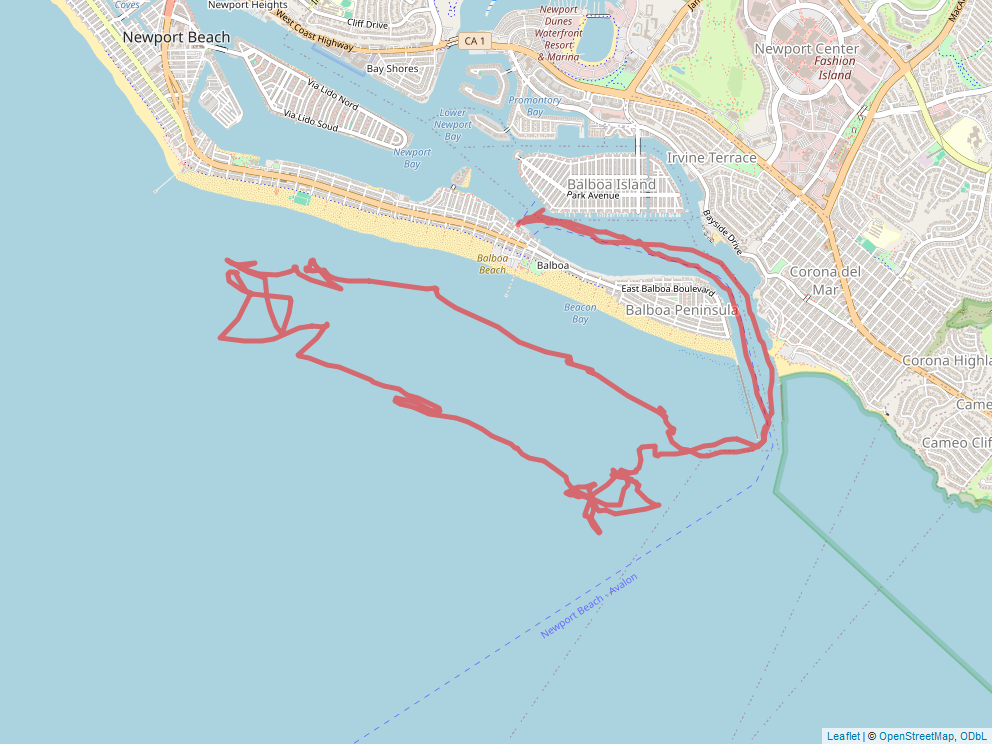 Newport Heights
Cliff Drive
West Coast Highway
Newport Beach
Coves
CA 1
Bay Shores
Newport
Dunes
Waterfront
Resort
& Marina
Newport Center
Fashion
Island
Via Lido Nord
Via Lido Soud
Lower
Newport
Bay
Promontory
Bay
Newport
Bay
Irvine Terrace
Balboa Island
Park Avenue
Bayside Drive
Balboa
Beach
Balboa
Corona del
Mar
East Balboa Boulevard
Balboa Peninsula
Beacon
Bay
Corona Highla
Came
Cameo Clif
Newport Beach - Avalon
Leaflet | © OpenStreetMap, ODbL